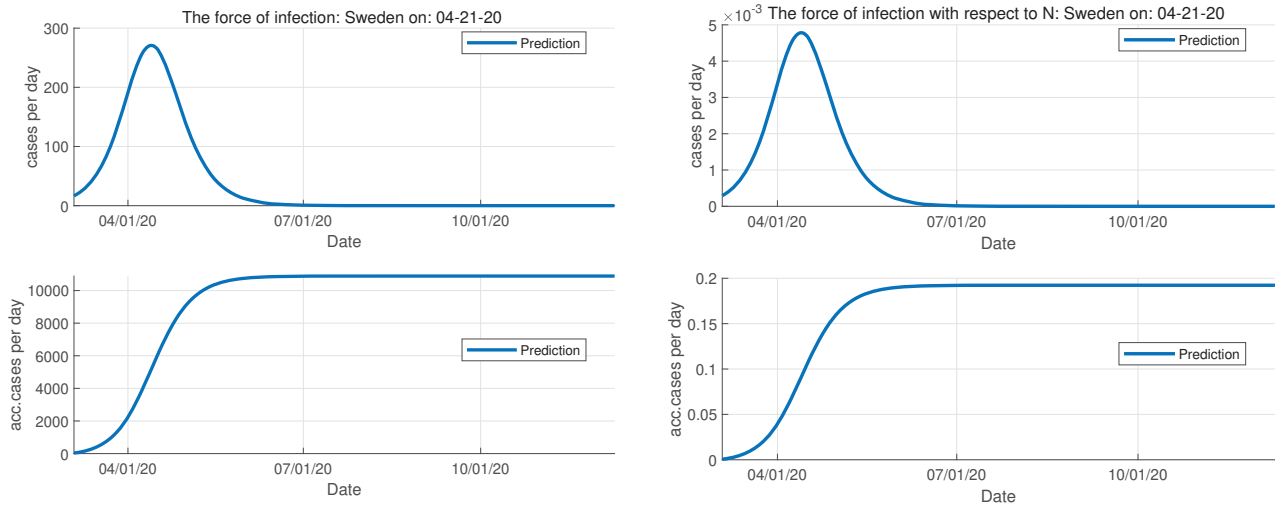 The force of infection: Sweden on: 04-21-20
300
200
100
0
cases per day
Prediction
04/01/20
07/01/20
10/01/20
Date
10000
8000
6000
4000
2000
0
acc.cases per day
Prediction
04/01/20
07/01/20
10/01/20
Date
×10⁻³
The force of infection with respect to N: Sweden on: 04-21-20
5
4
3
2
1
0
cases per day
Prediction
04/01/20
07/01/20
10/01/20
Date
0.2
0.15
0.1
0.05
0
acc.cases per day
Prediction
04/01/20
07/01/20
10/01/20
Date